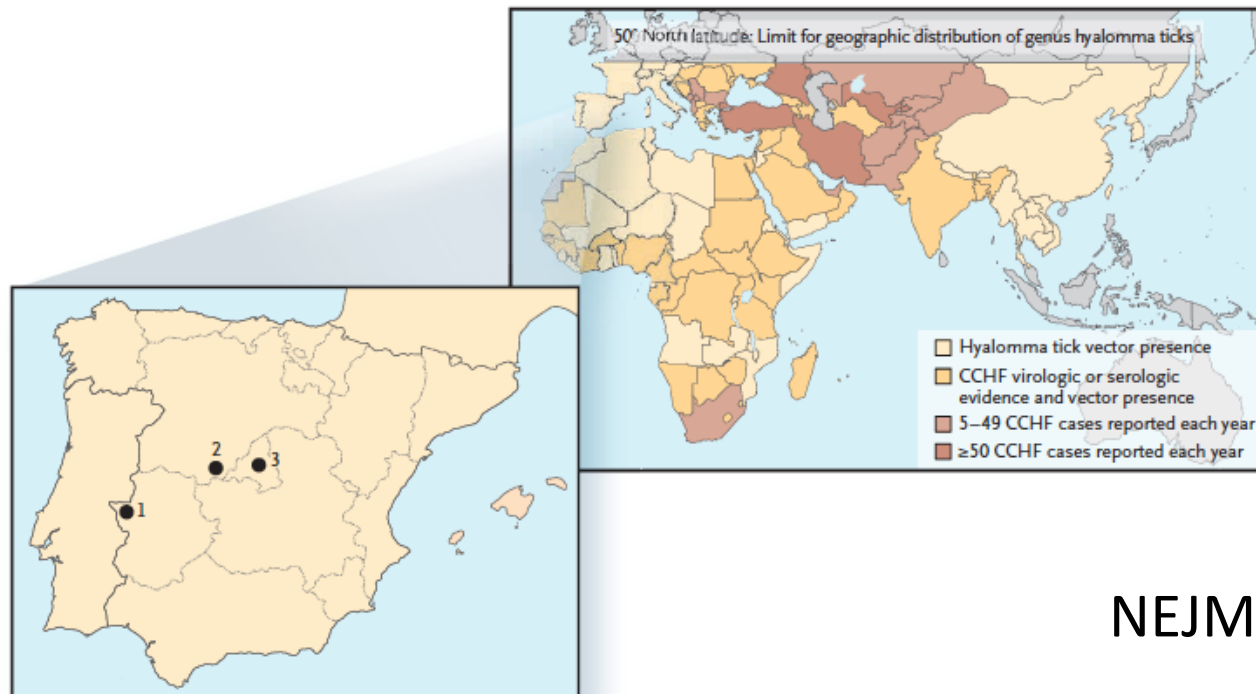 50° North latitude: Limit for geographic distribution of genus hyalomma ticks
Hyalomma tick vector presence
CCHF virologic or serologic
evidence and vector presence
5–49 CCHF cases reported each year
≥50 CCHF cases reported each year
2
3
1
NEJM